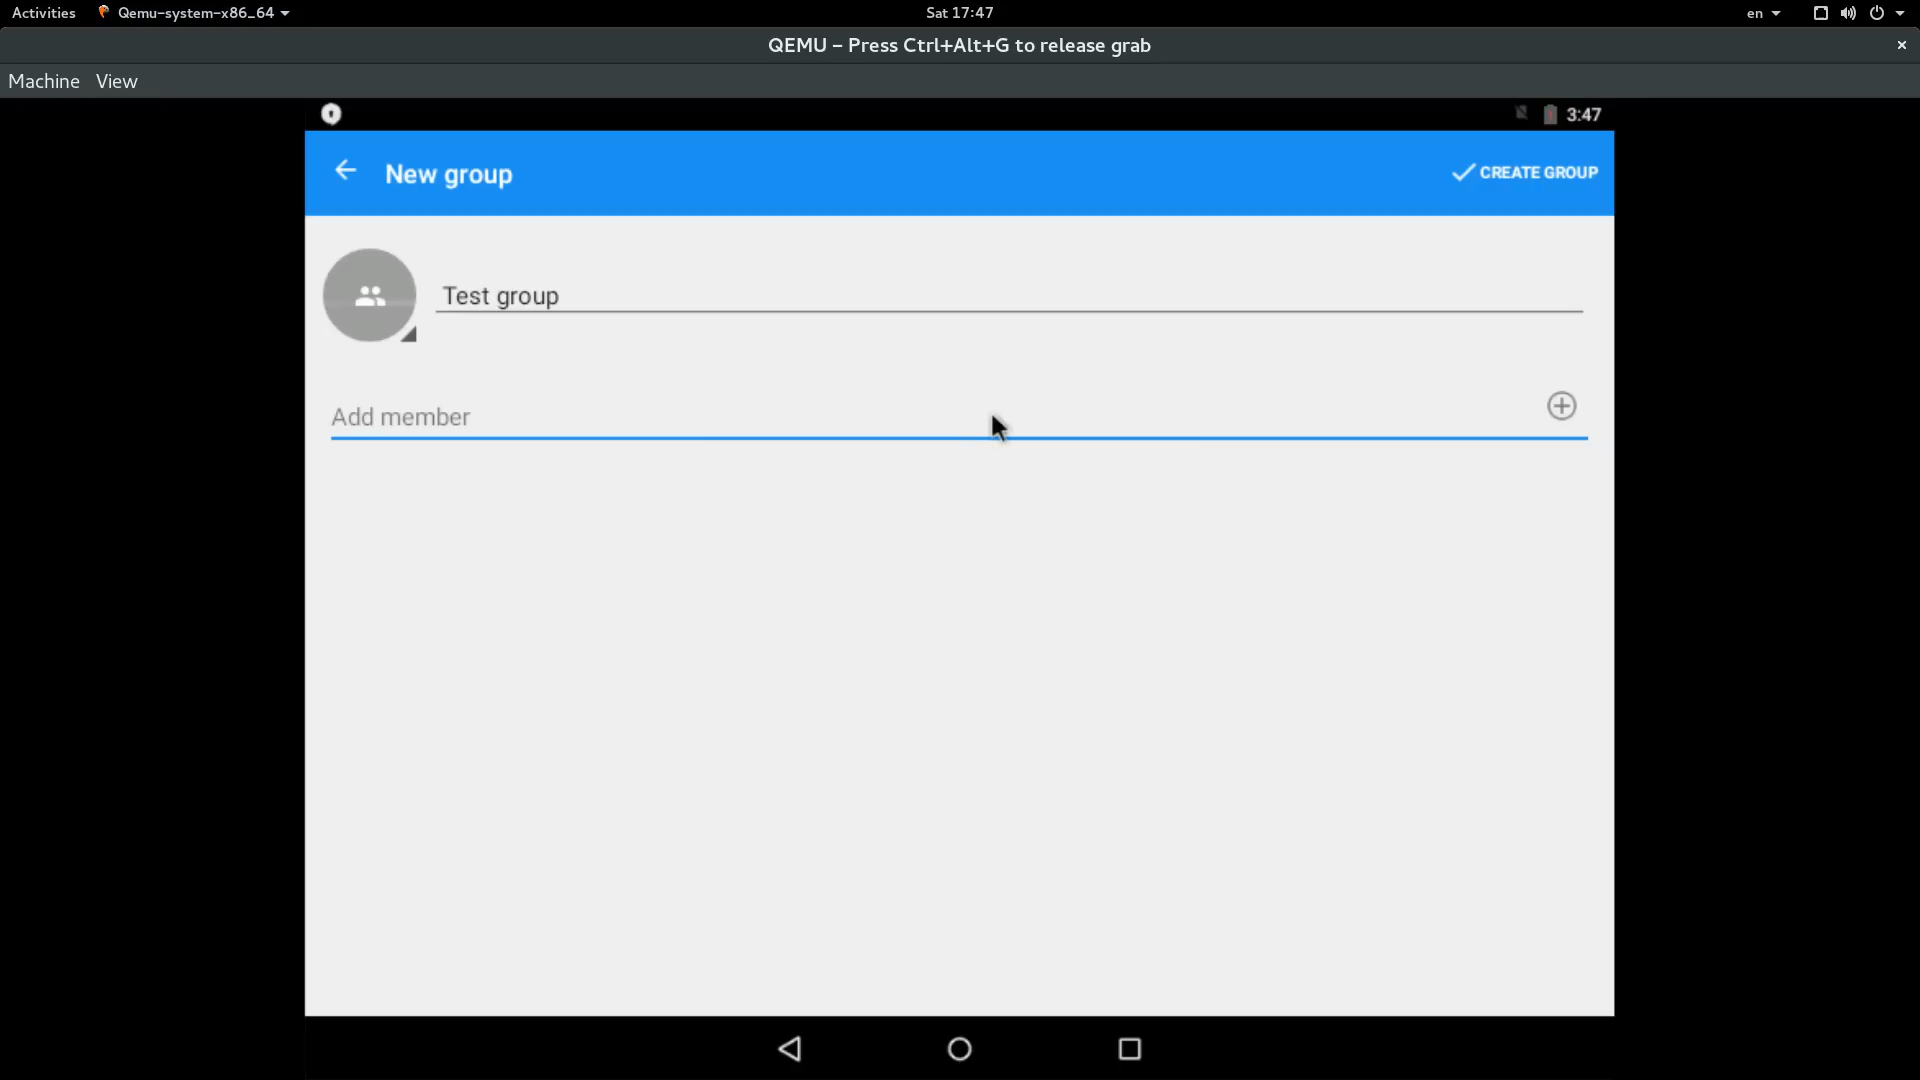 Activities Qemu-system-x86_64 Sat 17:47 en
QEMU – Press Ctrl+Alt+G to release grab ×
Machine View
3:47
New group CREATE GROUP
Test group
Add member